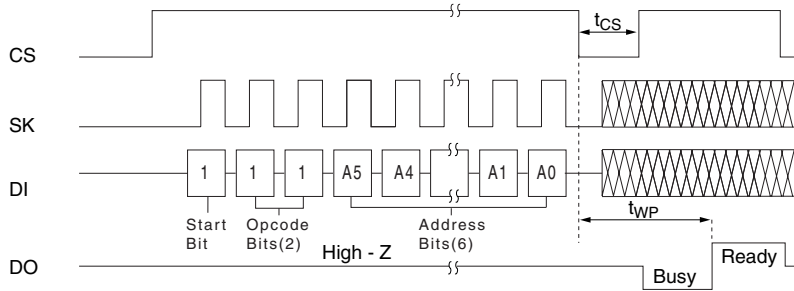 tCS
CS
SK
DI
1 1 1 A5 A4 A1 A0
Start Bit
Opcode Bits(2)
Address Bits(6)
tWP
High - Z
DO
Busy
Ready